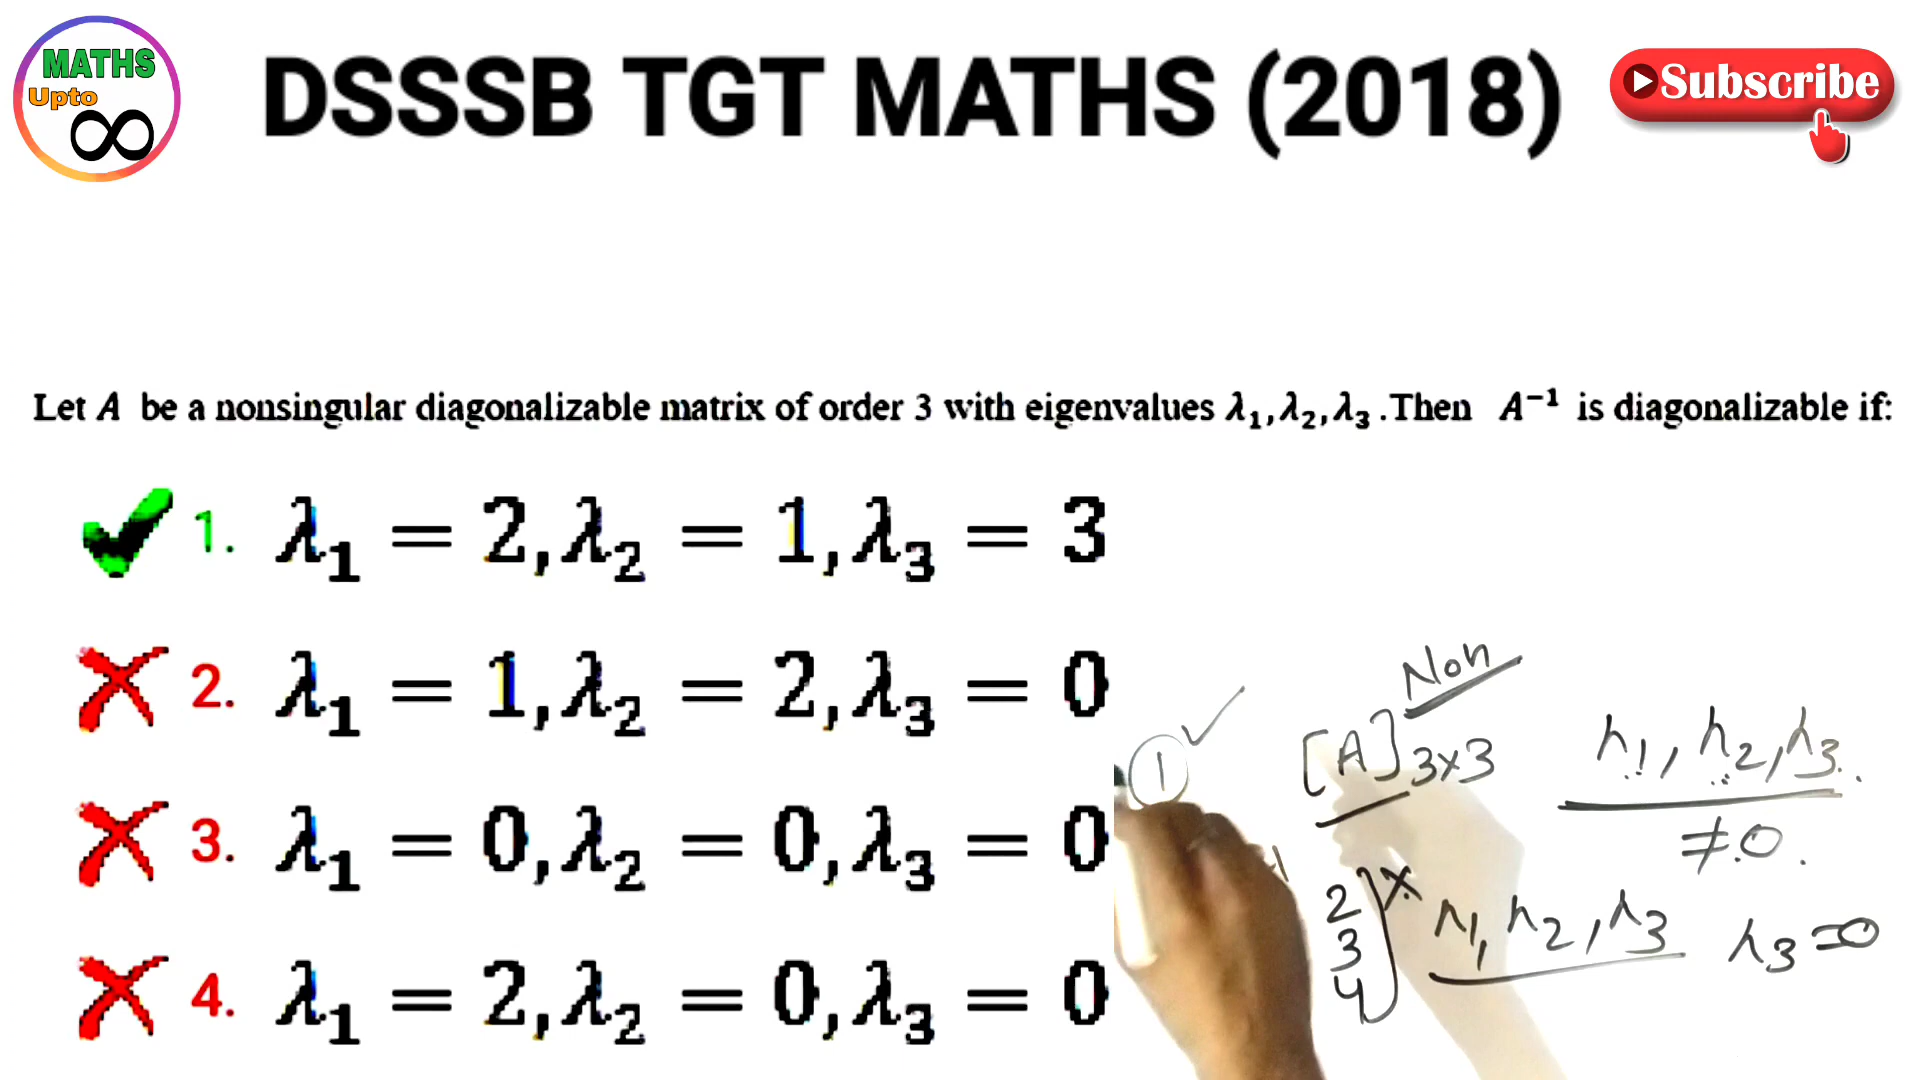 MATHS
Upto
∞
DSSSB TGT MATHS (2018)
Subscribe
Let A be a nonsingular diagonalizable matrix of order 3 with eigenvalues λ₁, λ₂, λ₃ .Then A⁻¹ is diagonalizable if:
1. λ₁ = 2, λ₂ = 1, λ₃ = 3
2. λ₁ = 1, λ₂ = 2, λ₃ = 0
3. λ₁ = 0, λ₂ = 0, λ₃ = 0
4. λ₁ = 2, λ₂ = 0, λ₃ = 0
Non
1 ✓
[A]3×3
λ1, λ2, λ3
≠0
2
3
4
λ1, λ2, λ3
λ3=0